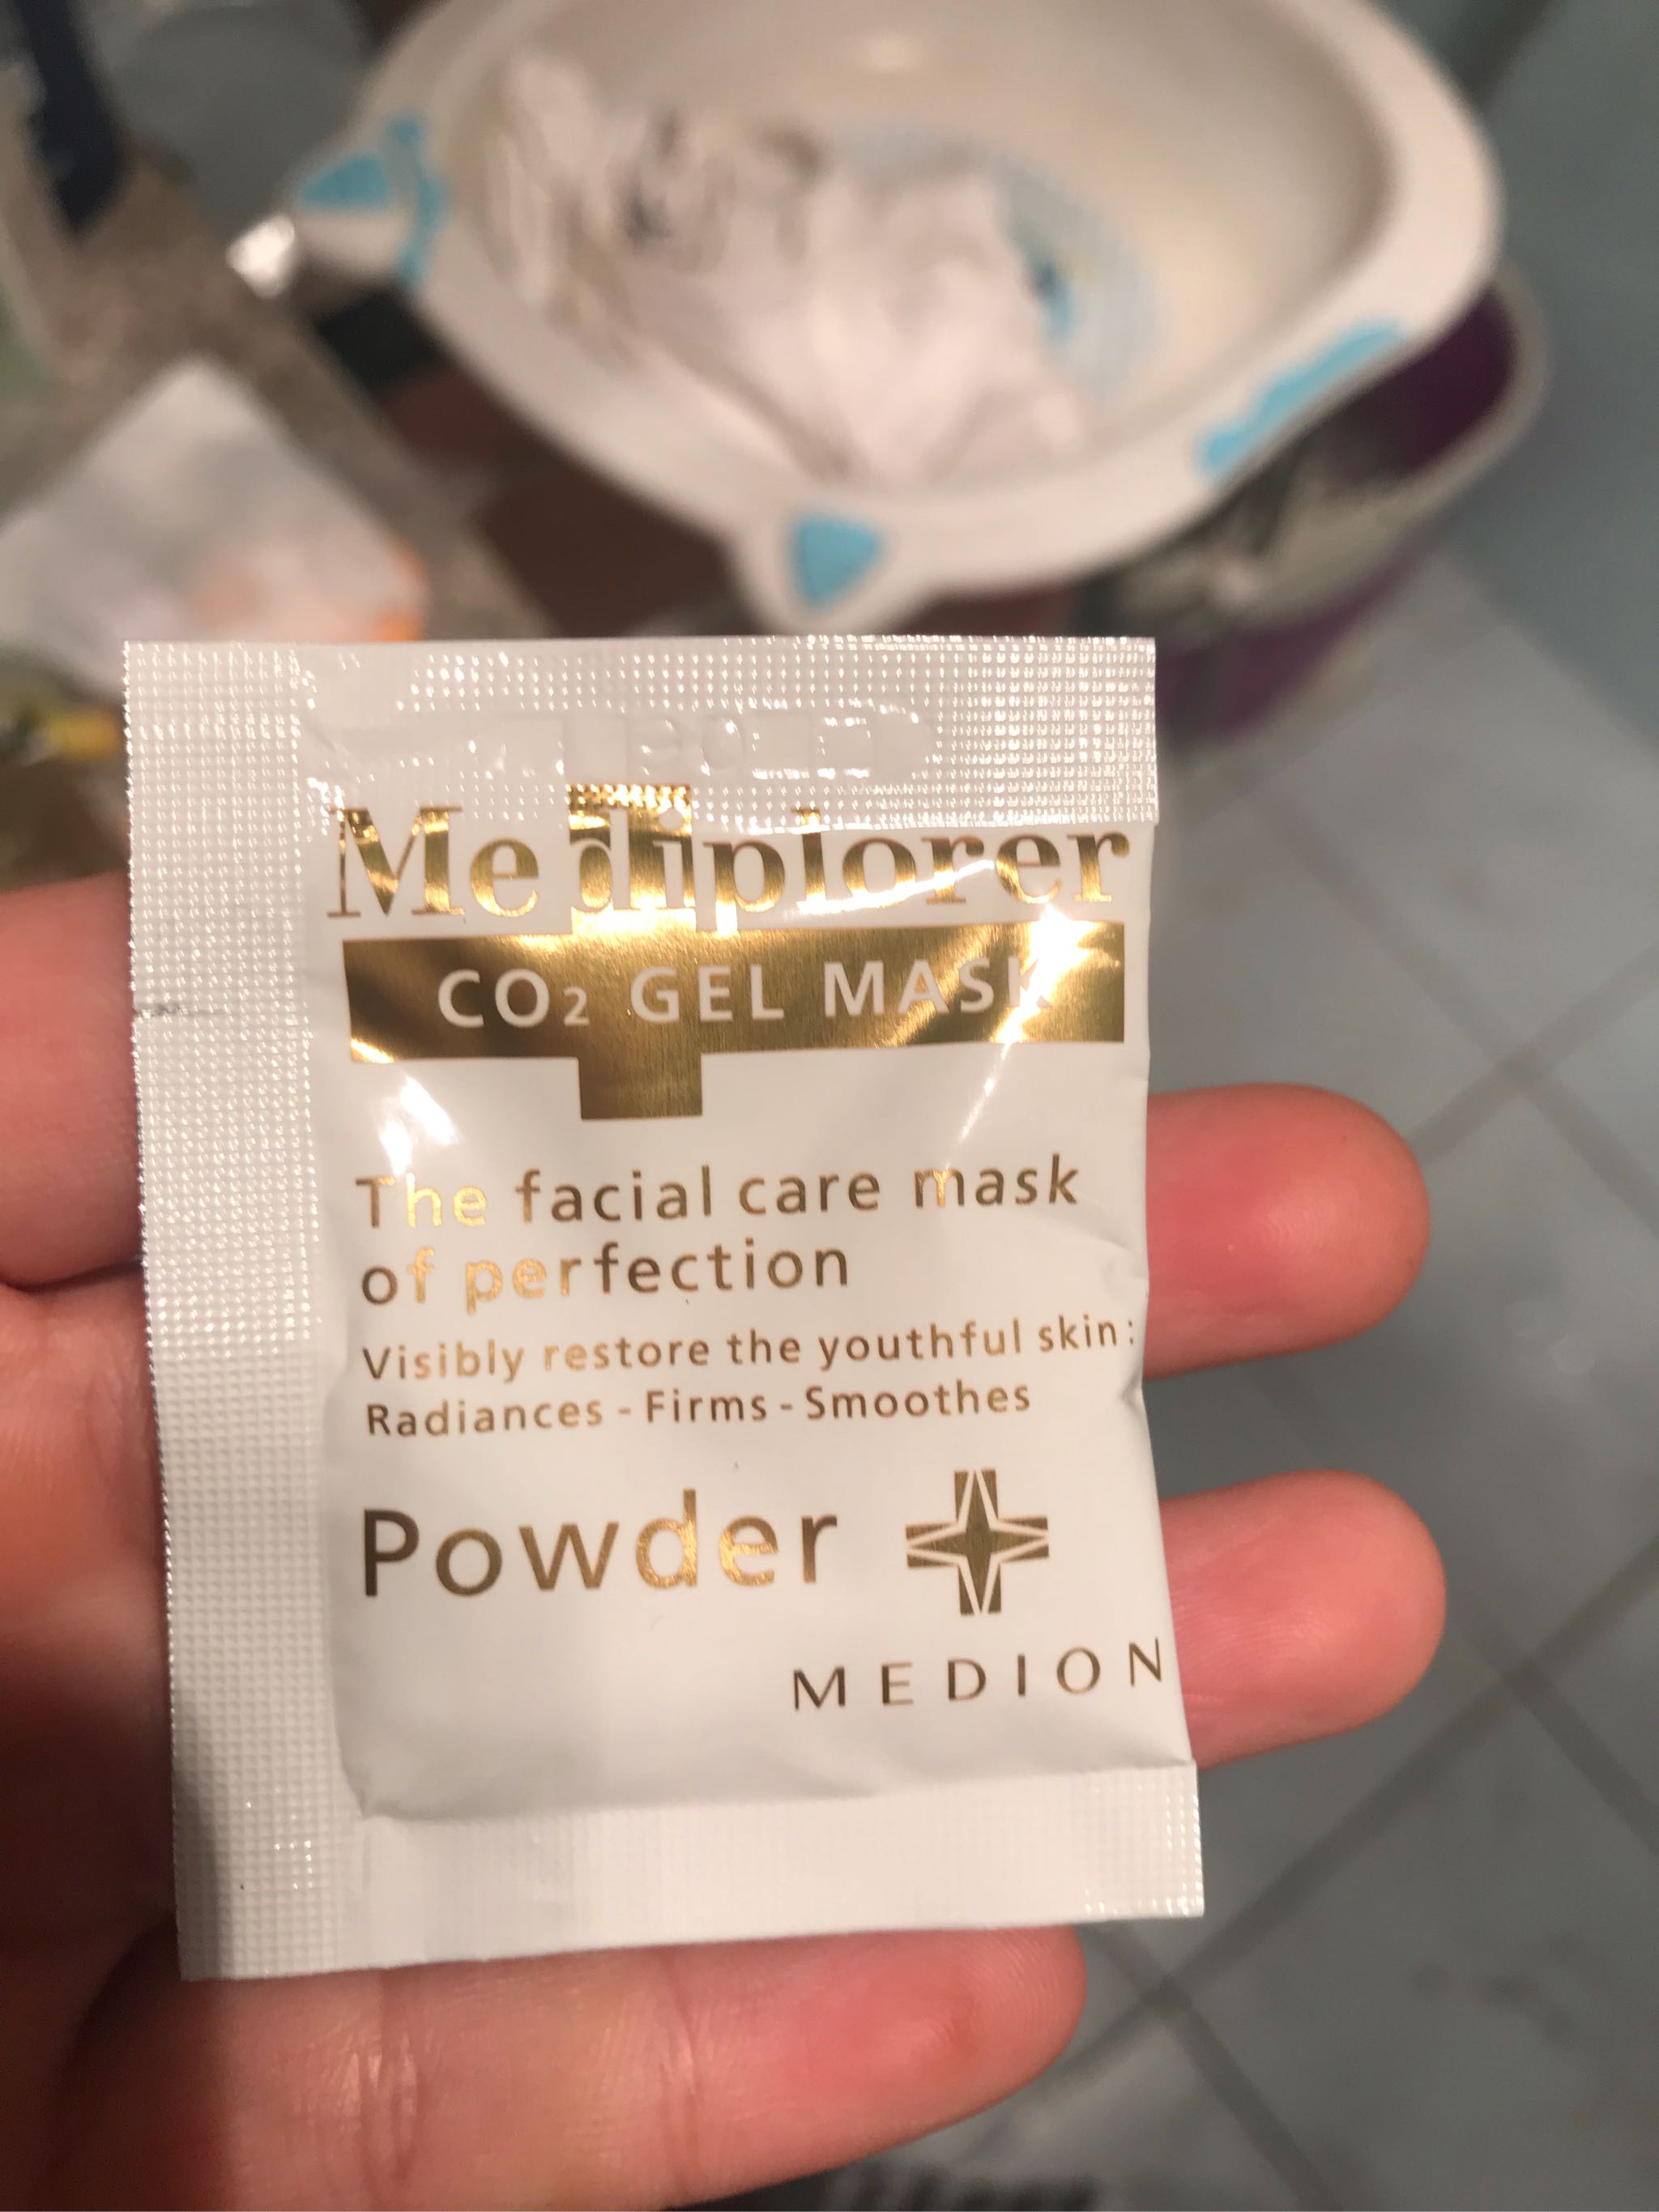 Mediplorer
CO2 GEL MASK
The facial care mask
of perfection
Visibly restore the youthful skin:
Radiances - Firms - Smoothes
Powder
MEDION